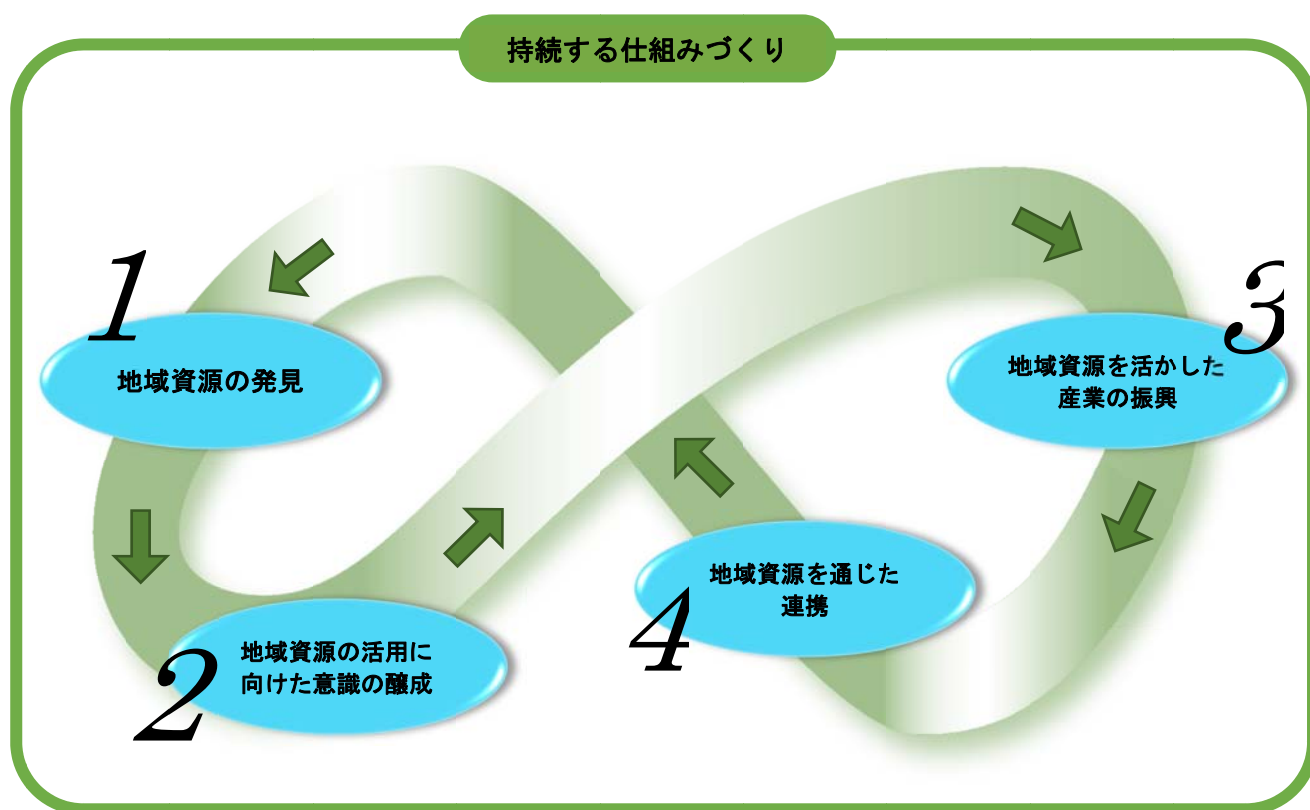 持続する仕組みづくり
1
地域資源の発見
2
地域資源の活用に
向けた意識の醸成
3
地域資源を活かした
産業の振興
4
地域資源を通じた
連携